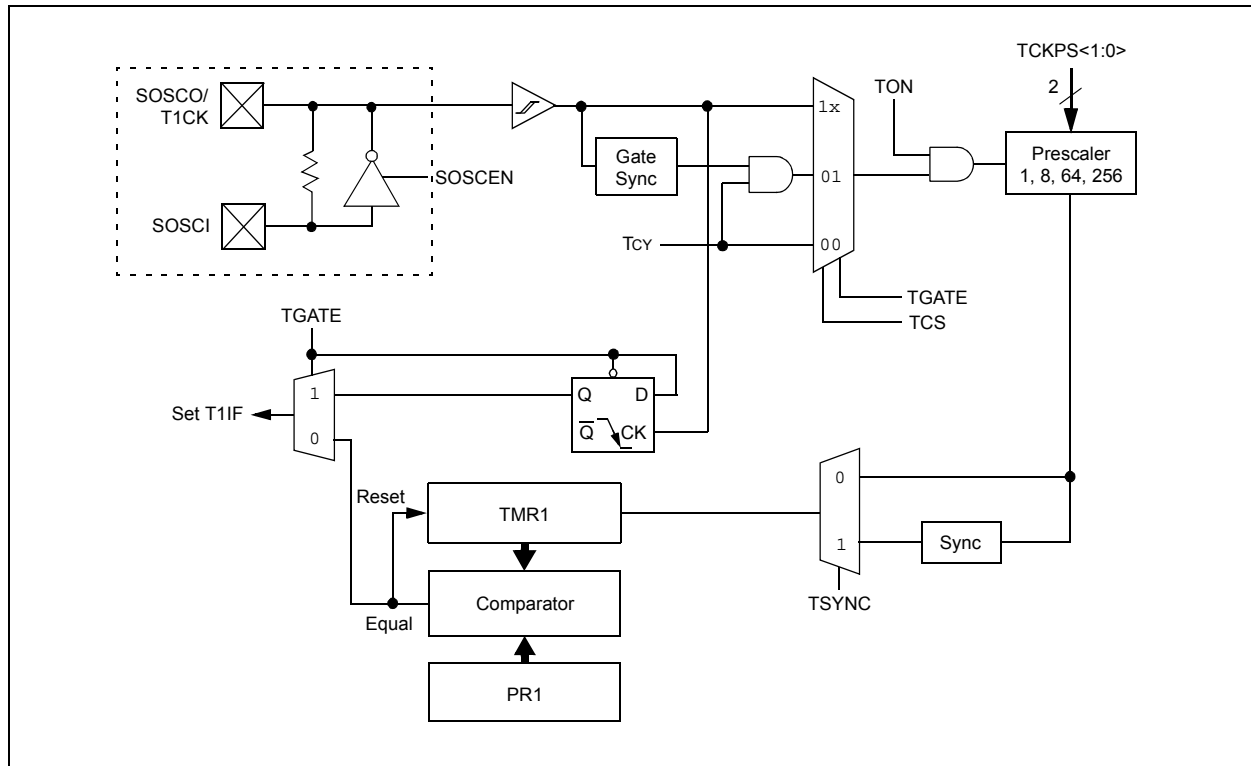 TCKPS<1:0>
SOSCO/
T1CK
TON
2
1x
Prescaler
1, 8, 64, 256
Gate
Sync
SOSCEN
01
SOSCI
TCY
00
TGATE
TCS
TGATE
1
Q
D
Set T1IF
0
Q
CK
Reset
TMR1
0
1
Sync
Comparator
TSYNC
Equal
PR1